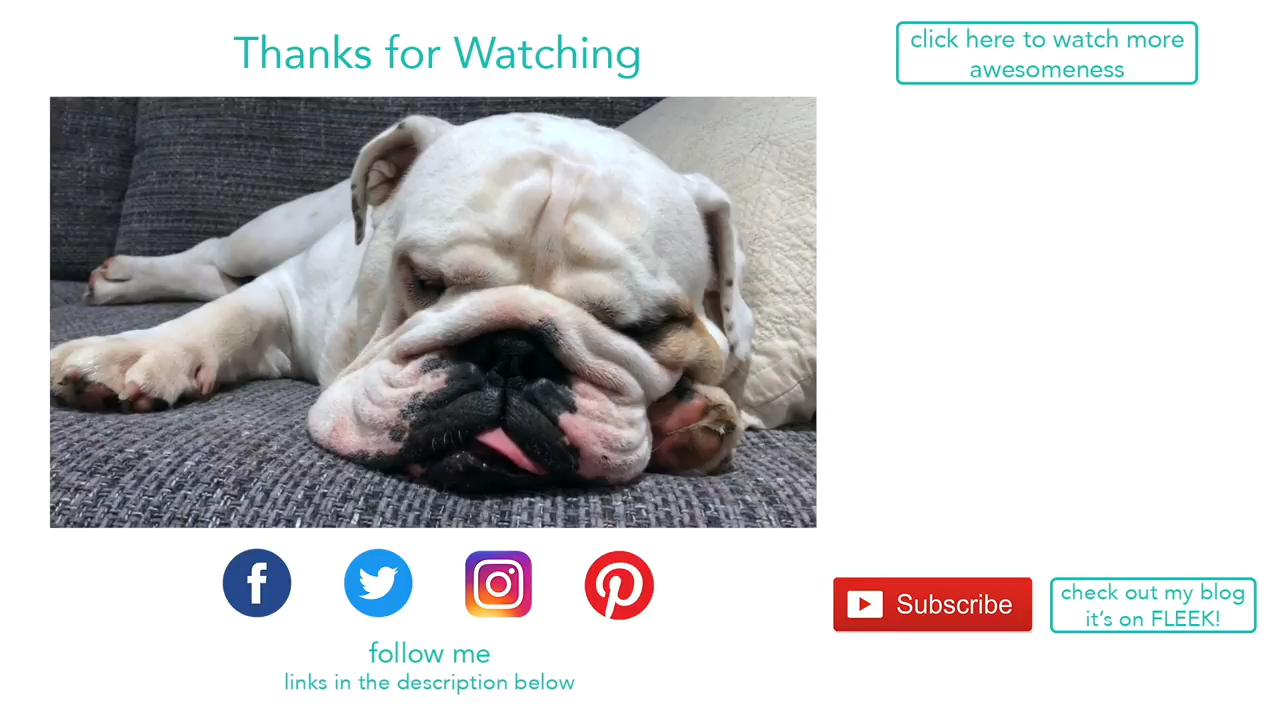 Thanks for Watching
click here to watch more
awesomeness
Subscribe
check out my blog
it's on FLEEK!
follow me
links in the description below